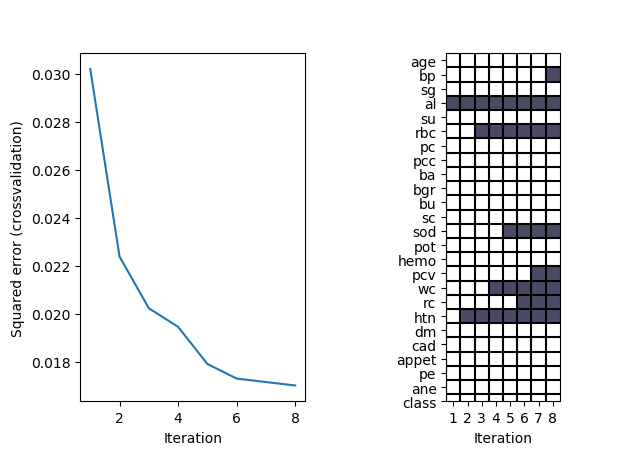 0.030
0.028
0.026
0.024
0.022
0.020
0.018
Squared error (crossvalidation)
2 4 6 8
Iteration
age
bp
sg
al
su
rbc
pc
pcc
ba
bgr
bu
sc
sod
pot
hemo
pcv
wc
rc
htn
dm
cad
appet
pe
ane
class
1 2 3 4 5 6 7 8
Iteration